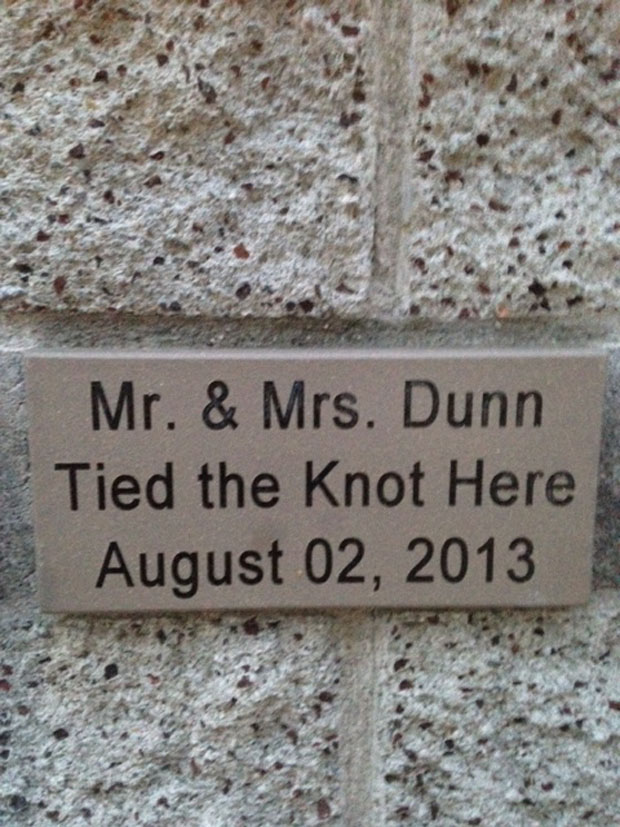 Mr. & Mrs. Dunn
Tied the Knot Here
August 02, 2013